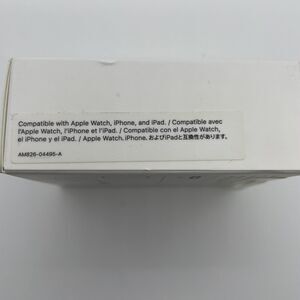 Compatible with Apple Watch, iPhone, and iPad. / Compatible avec
l'Apple Watch, l'iPhone et l'iPad. / Compatible con el Apple Watch,
el iPhone y el iPad. / Apple Watch、iPhone、およびiPadと互換性があります。
AM826-04495-A